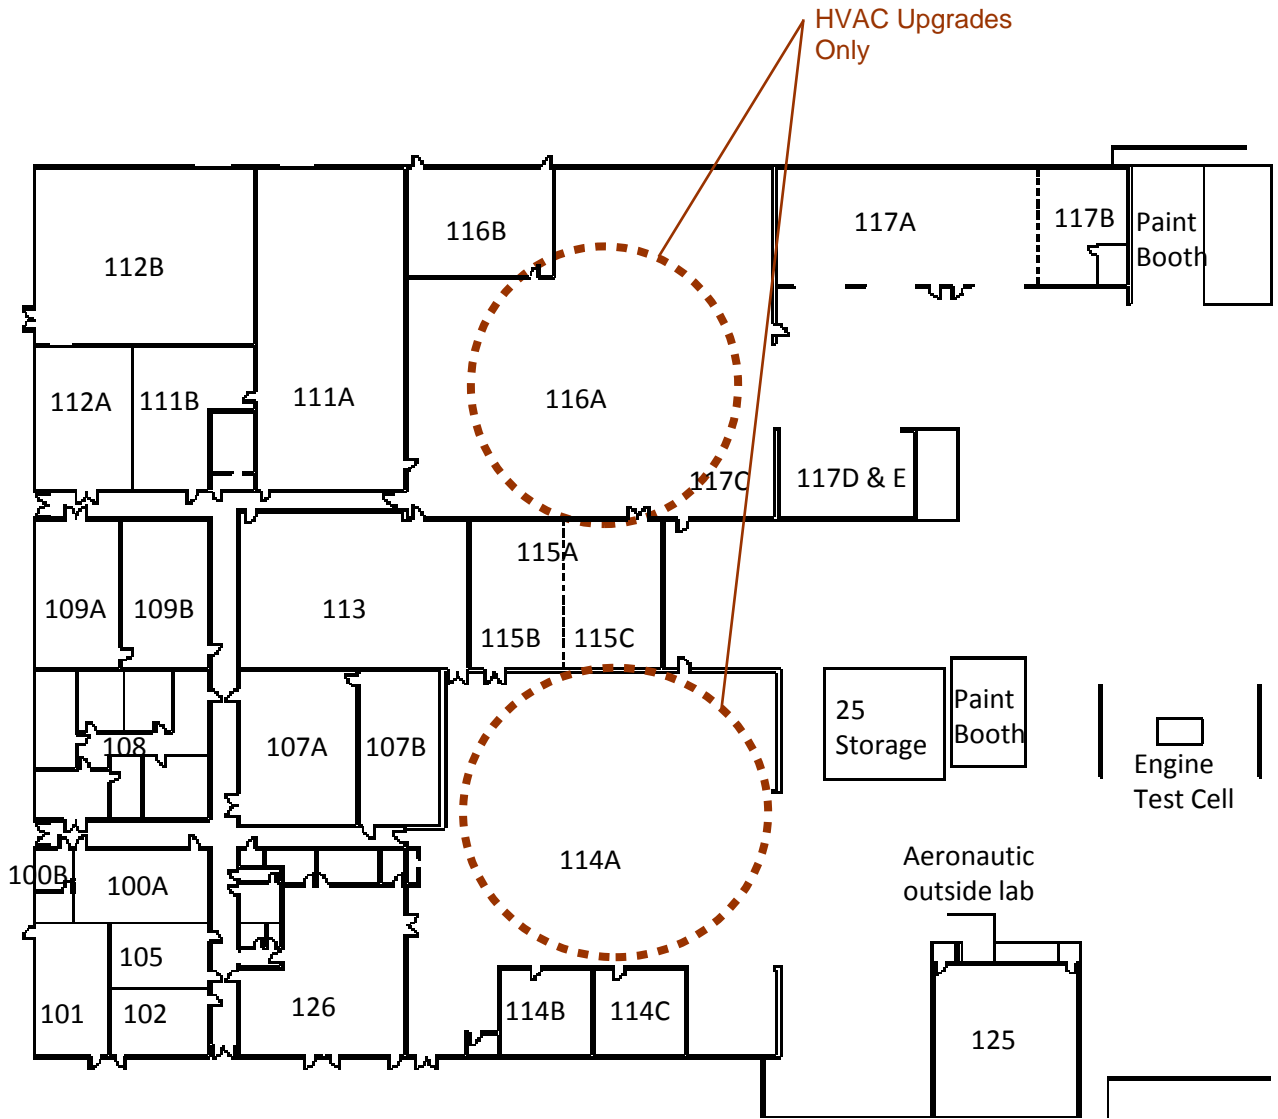 HVAC Upgrades
Only
116B
117A
117B
Paint
Booth
112B
112A
111B
111A
116A
117C
117D & E
115A
109A
109B
113
115B
115C
25
Storage
Paint
Booth
108
107A
107B
Engine
Test Cell
100B
100A
114A
Aeronautic
outside lab
105
101
102
126
114B
114C
125